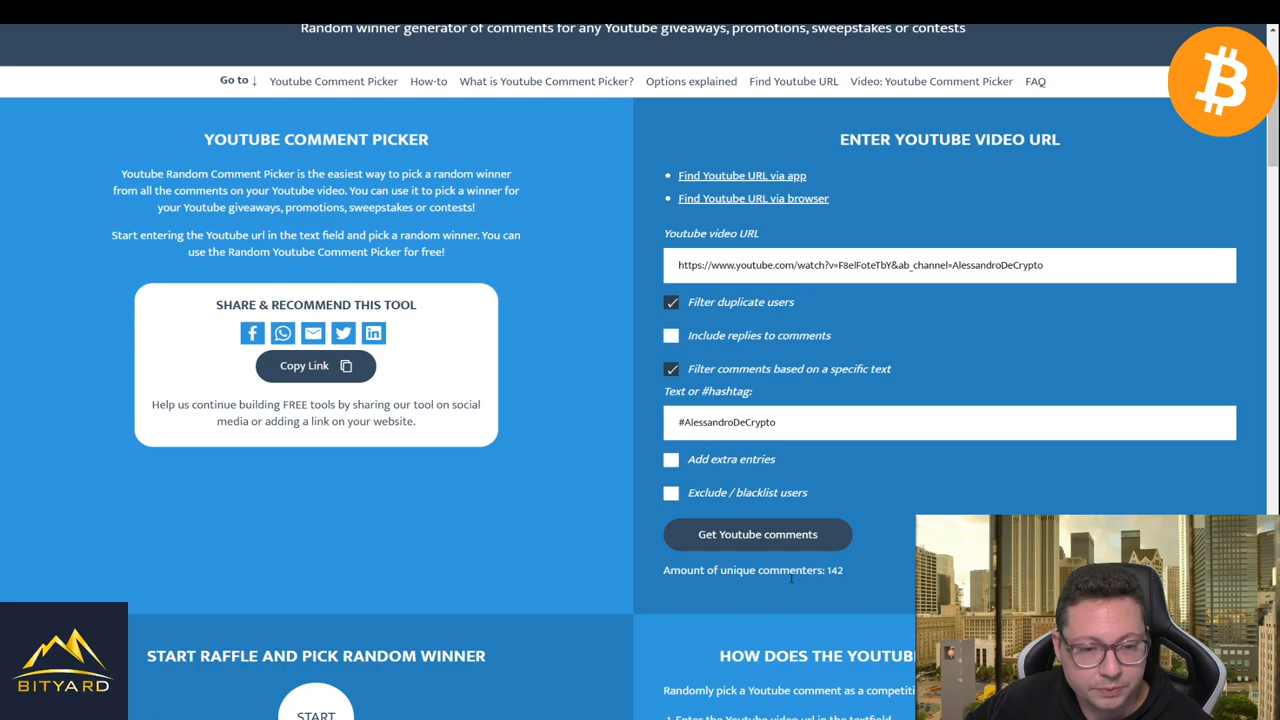 Random winner generator of comments for any Youtube giveaways, promotions, sweepstakes or contests
Go to ↓ Youtube Comment Picker How-to What is Youtube Comment Picker? Options explained Find Youtube URL Video: Youtube Comment Picker FAQ
YOUTUBE COMMENT PICKER
Youtube Random Comment Picker is the easiest way to pick a random winner
from all the comments on your Youtube video. You can use it to pick a winner for
your Youtube giveaways, promotions, sweepstakes or contests!
Start entering the Youtube url in the text field and pick a random winner. You can
use the Random Youtube Comment Picker for free!
SHARE & RECOMMEND THIS TOOL
Copy Link
Help us continue building FREE tools by sharing our tool on social
media or adding a link on your website.
ENTER YOUTUBE VIDEO URL
Find Youtube URL via app
Find Youtube URL via browser
Youtube video URL
https://www.youtube.com/watch?v=F8elFoteTbY&ab_channel=AlessandroDeCrypto
Filter duplicate users
Include replies to comments
Filter comments based on a specific text
Text or #hashtag:
#AlessandroDeCrypto
Add extra entries
Exclude / blacklist users
Get Youtube comments
Amount of unique commenters: 142
START RAFFLE AND PICK RANDOM WINNER
START
HOW DOES THE YOUTUB
Randomly pick a Youtube comment as a competiti
1. Enter the Youtube video url in the textfield
BITYARD